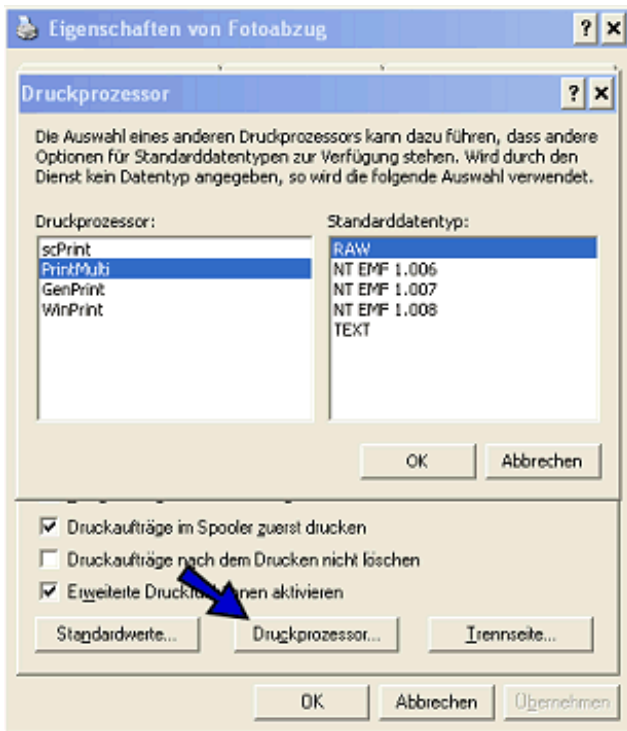 Eigenschaften von Fotoabzug
Druckprozessor
Die Auswahl eines anderen Druckprozessors kann dazu führen, dass andere
Optionen für Standarddatentypen zur Verfügung stehen. Wird durch den
Dienst kein Datentyp angegeben, so wird die folgende Auswahl verwendet.
Druckprozessor:
Standarddatentyp:
scPrint
PrintMulti
GenPrint
WinPrint
RAW
NT EMF 1.006
NT EMF 1.007
NT EMF 1.008
TEXT
OK
Abbrechen
Druckaufträge im Spooler zuerst drucken
Druckaufträge nach dem Drucken nicht löschen
Erweiterte aktivieren
Standardwerte...
Druckprozessor...
Trennseite...
OK
Abbrechen
Übernehmen